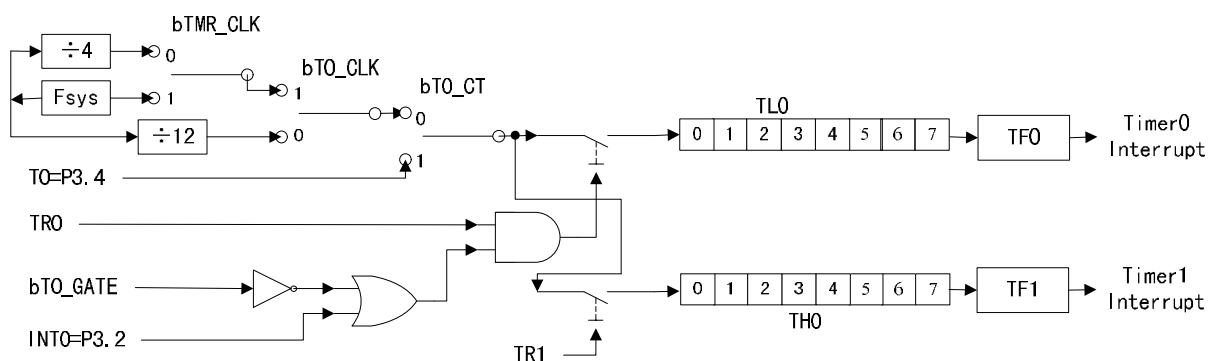 bTMR_CLK
÷4
0
bT0_CLK
bT0_CT
Fsys
1
1
0
TL0
÷12
0
0 1 2 3 4 5 6 7
TF0
Timer0
Interrupt
1
T0=P3.4
TR0
bT0_GATE
0 1 2 3 4 5 6 7
TF1
Timer1
Interrupt
TH0
INT0=P3.2
TR1